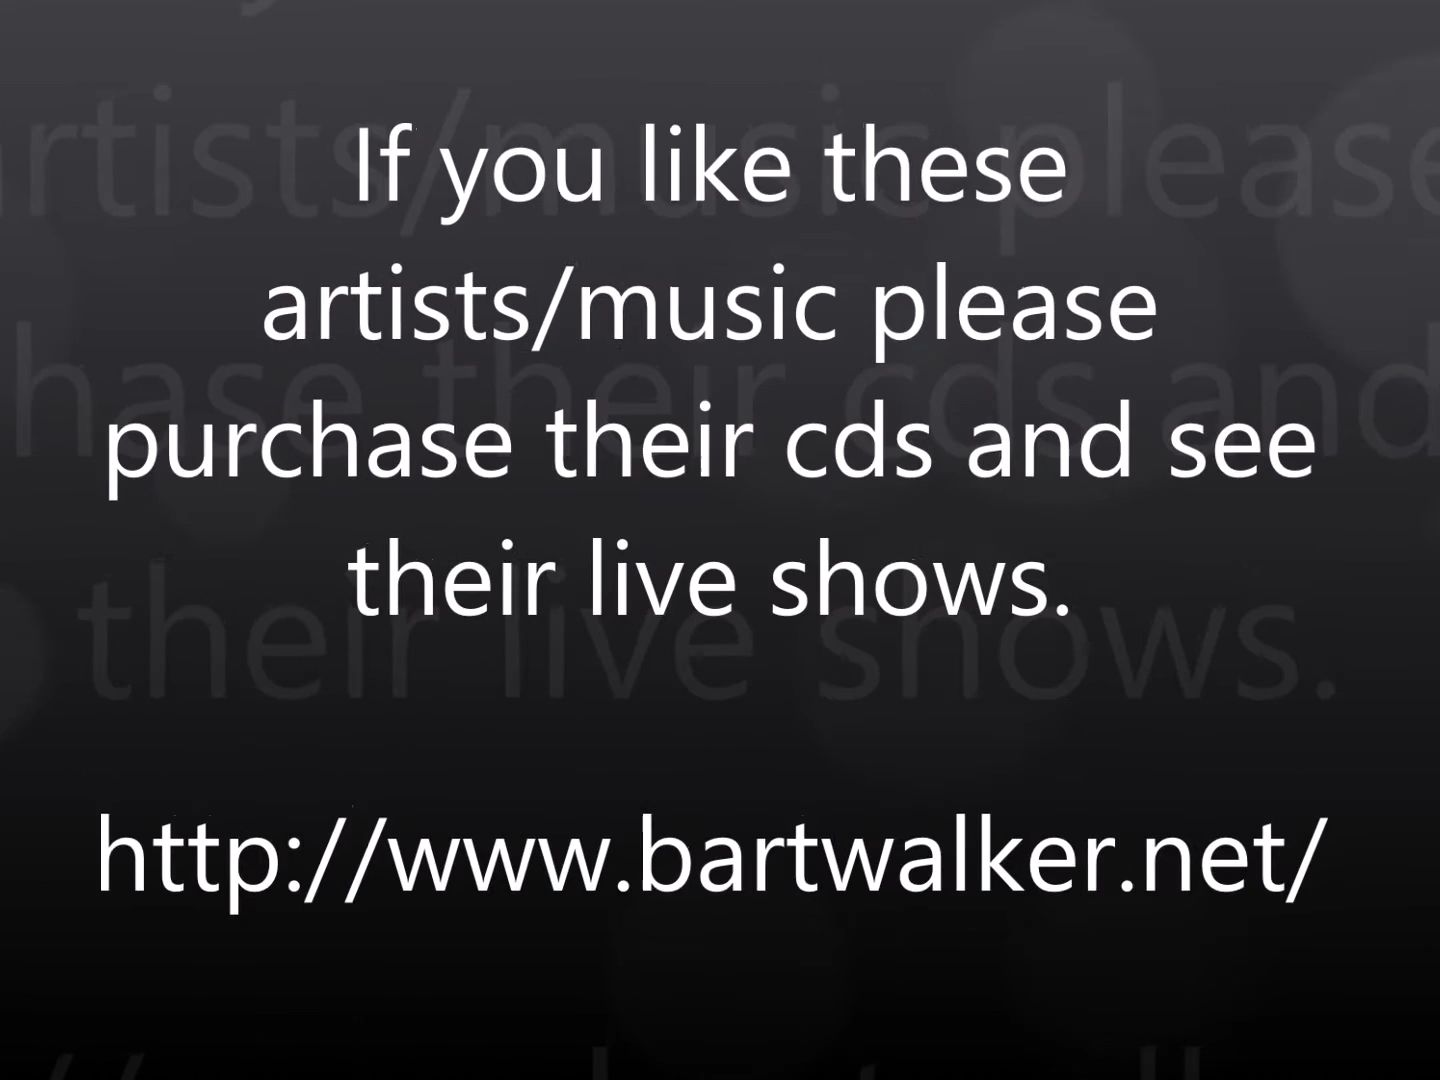 If you like these
artists/music please
purchase their cds and see
their live shows.
http://www.bartwalker.net/